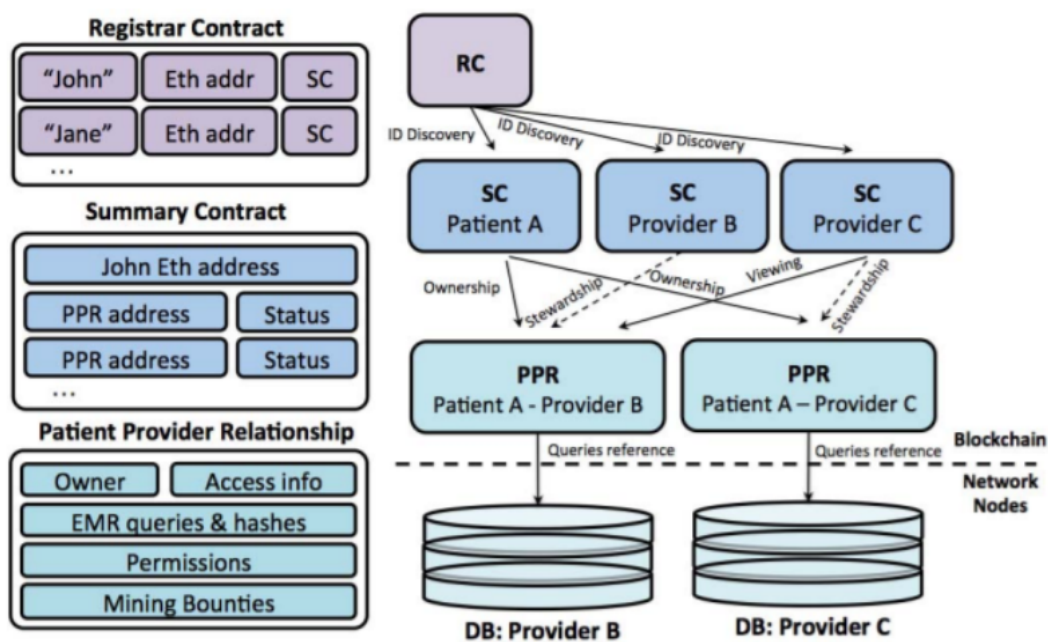 Registrar Contract
“John” Eth addr SC
“Jane” Eth addr SC
...
Summary Contract
John Eth address
PPR address Status
PPR address Status
...
Patient Provider Relationship
Owner Access info
EMR queries & hashes
Permissions
Mining Bounties
RC
ID Discovery
ID Discovery
ID Discovery
SC
Patient A
SC
Provider B
SC
Provider C
Ownership
Stewardship
Ownership
Viewing
Stewardship
PPR
Patient A - Provider B
PPR
Patient A – Provider C
Queries reference
Queries reference
Blockchain
Network
Nodes
DB: Provider B
DB: Provider C